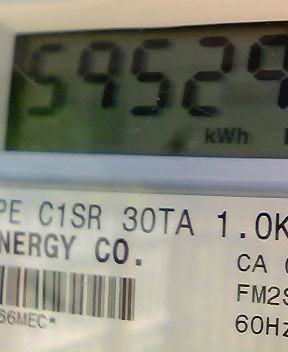 59529
kWh
PE C1SR 30TA 1.0K
NERGY CO.
CA
FM2S
66MEC*
60Hz